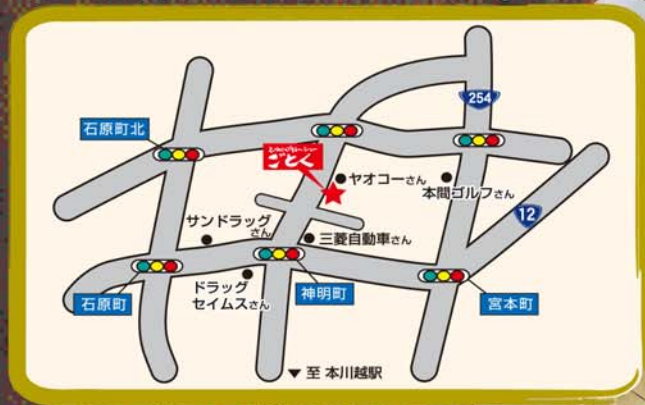 254
石原町北
ごとく
ヤオコーさん
本間ゴルフさん
12
サンドラッグ
さん
三菱自動車さん
石原町
ドラッグ
セイムスさん
神明町
宮本町
▼至 本川越駅